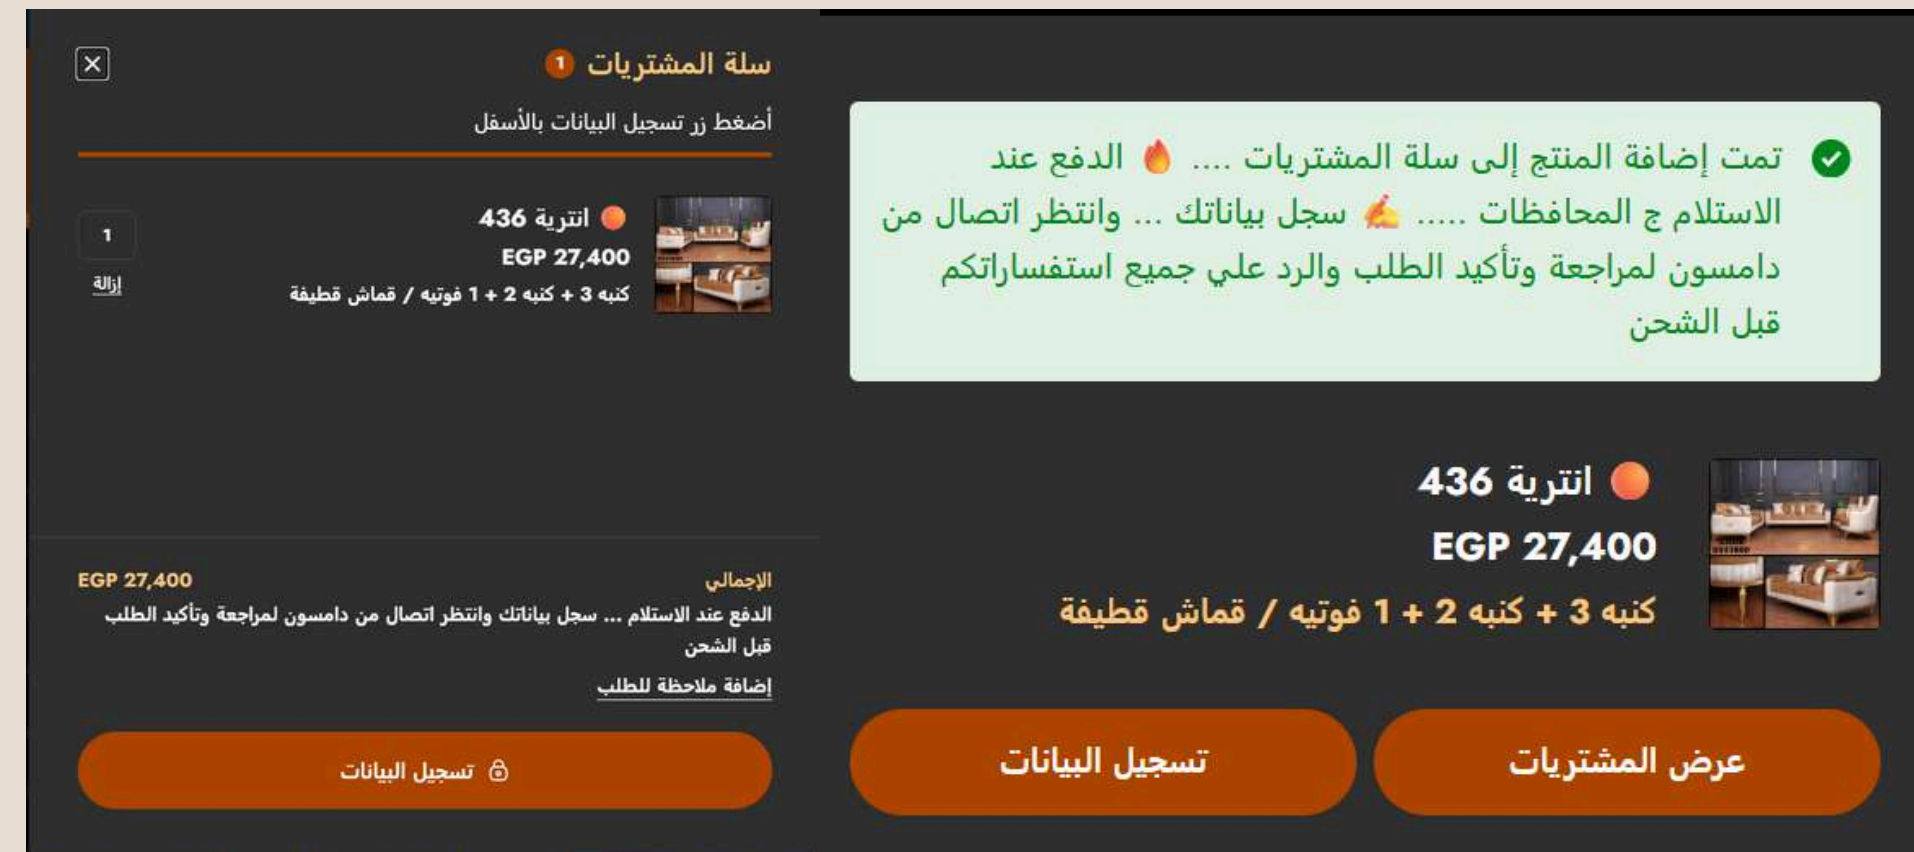 سلة المشتريات 1
أضغط زر تسجيل البيانات بالأسفل
انترية 436
EGP 27,400
كنبه 3 + كنبه 2 + 1 فوتيه / قماش قطيفة
1
إزالة
الإجمالي
EGP 27,400
الدفع عند الاستلام ... سجل بياناتك وانتظر اتصال من دامسون لمراجعة وتأكيد الطلب
قبل الشحن
إضافة ملاحظة للطلب
تسجيل البيانات
تمت إضافة المنتج إلى سلة المشتريات .... 🔥 الدفع عند
الاستلام ج المحافظات ..... ✍ سجل بياناتك ... وانتظر اتصال من
دامسون لمراجعة وتأكيد الطلب والرد علي جميع استفساراتكم
قبل الشحن
انترية 436
EGP 27,400
كنبه 3 + كنبه 2 + 1 فوتيه / قماش قطيفة
عرض المشتريات
تسجيل البيانات